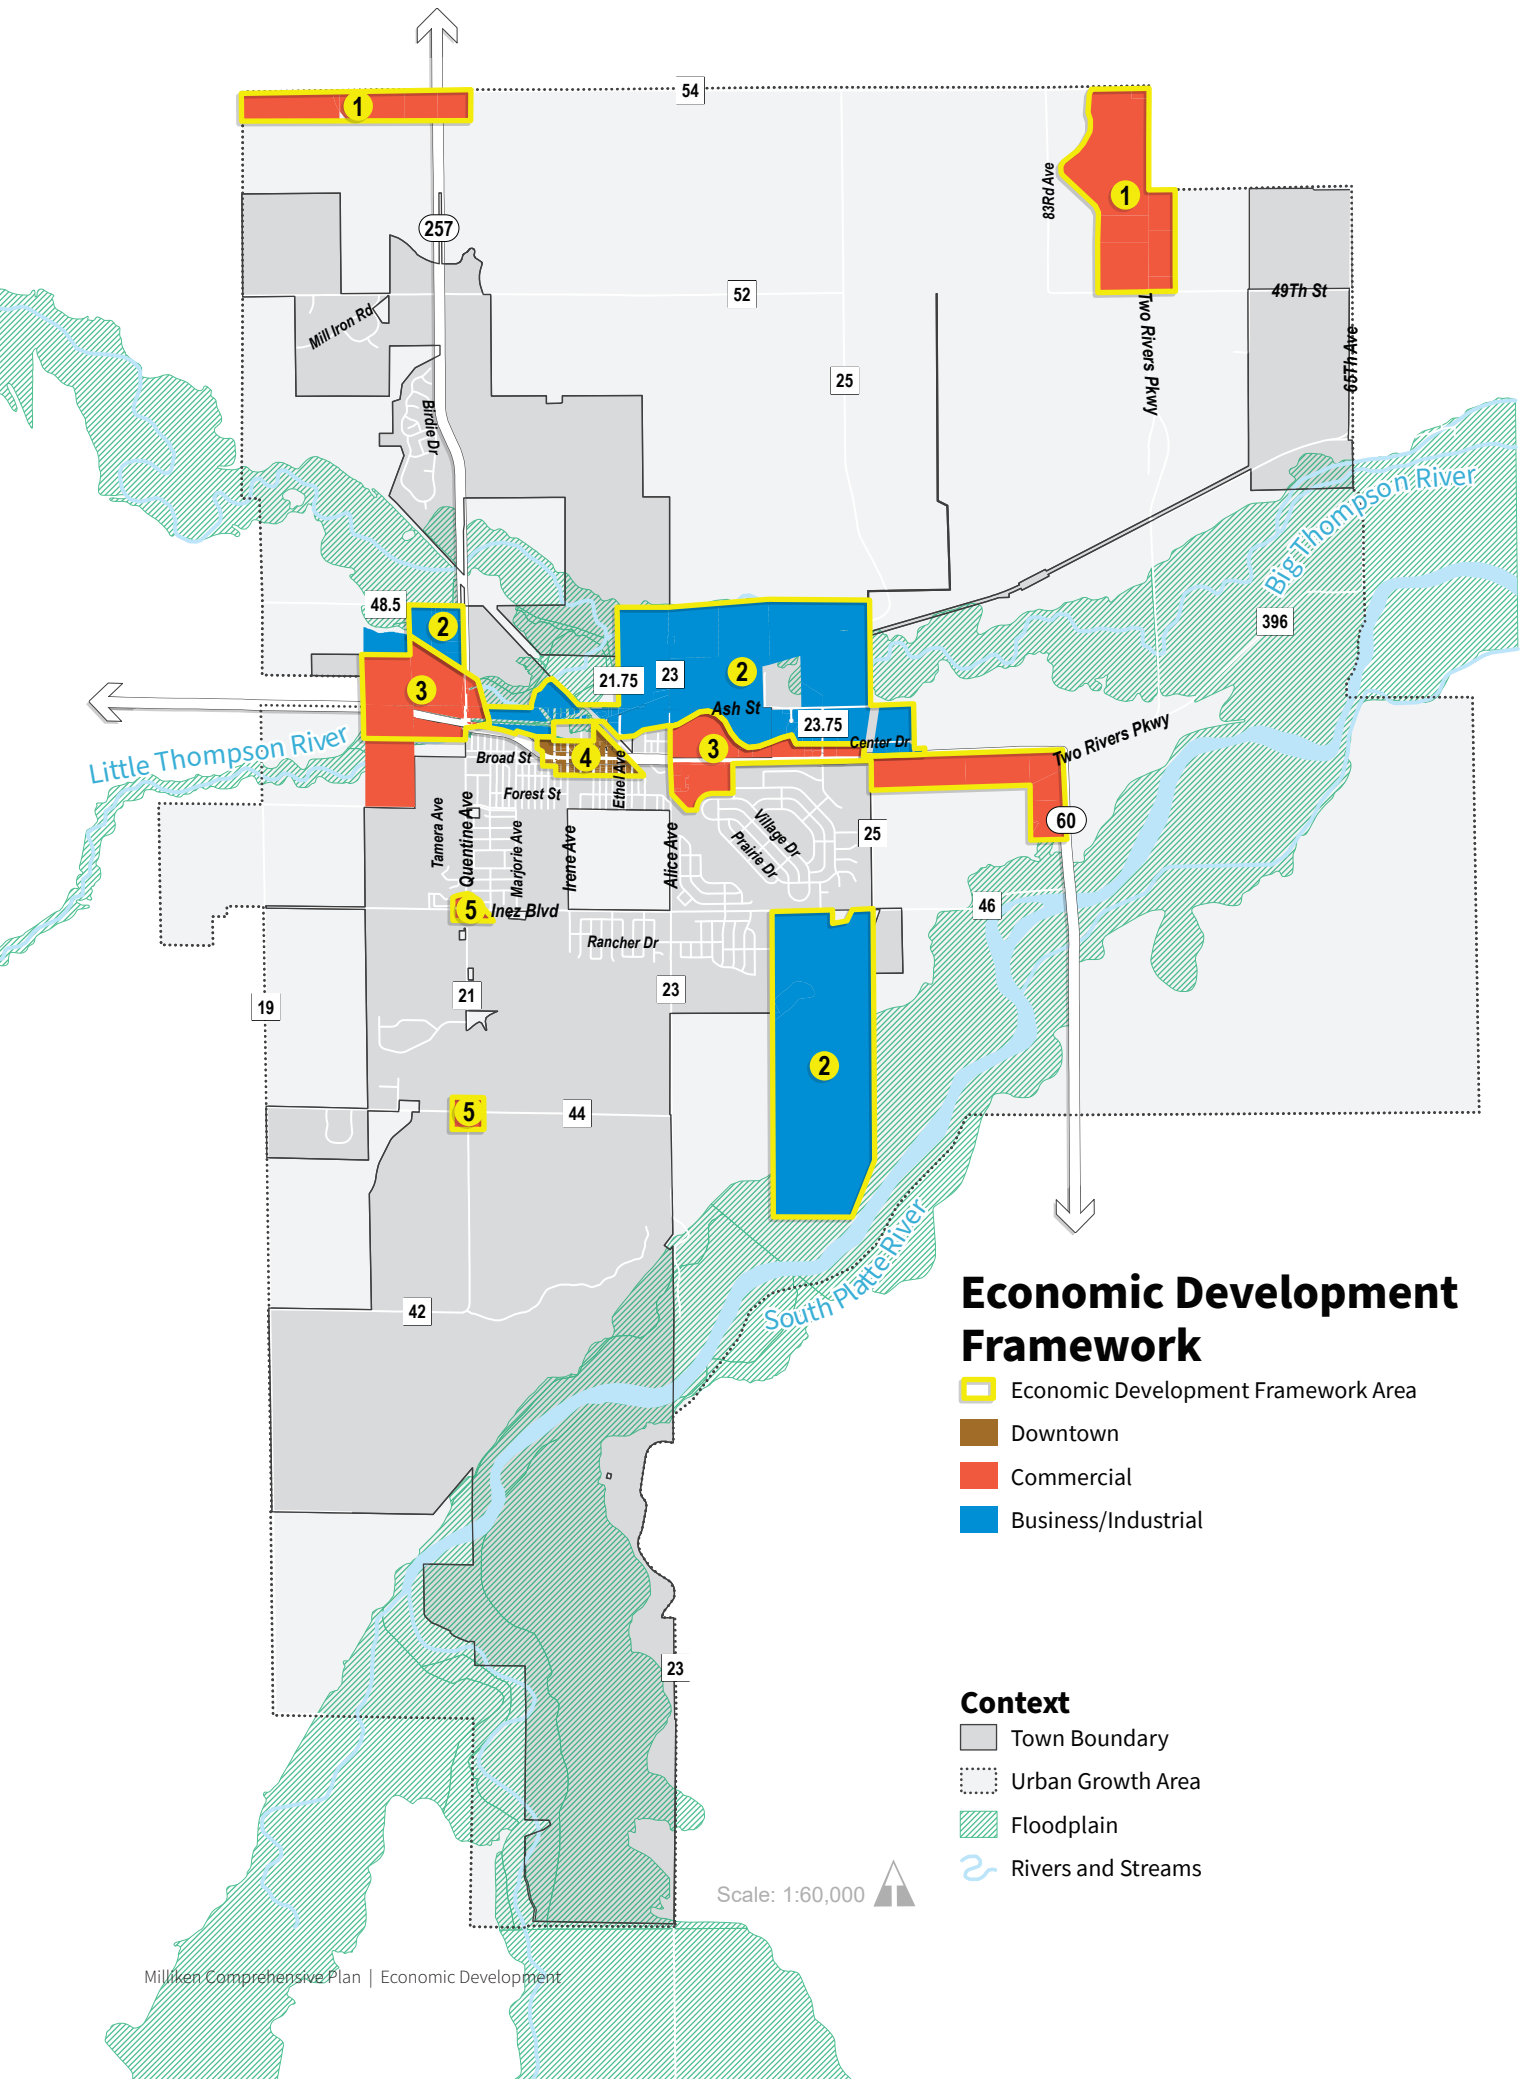 54
1
1
83Rd Ave
257
52
49Th St
Mill Iron Rd
Two Rivers Pkwy
65Th Ave
25
Birdie Dr
Big Thompson River
48.5
2
396
21.75
23
2
3
Ash St
23.75
Little Thompson River
Broad St
4
3
Center Dr
Two Rivers Pkwy
Forest St
Ethel Ave
60
Tamera Ave
Quentine Ave
Marjorie Ave
Irene Ave
Alice Ave
Village Dr
Prairie Dr
25
5
Inez Blvd
46
Rancher Dr
19
21
23
2
5
44
South Platte River
42
Economic Development
Framework
Economic Development Framework Area
Downtown
Commercial
Business/Industrial
23
Context
Town Boundary
Urban Growth Area
Floodplain
Rivers and Streams
Scale: 1:60,000
Milliken Comprehensive Plan | Economic Development